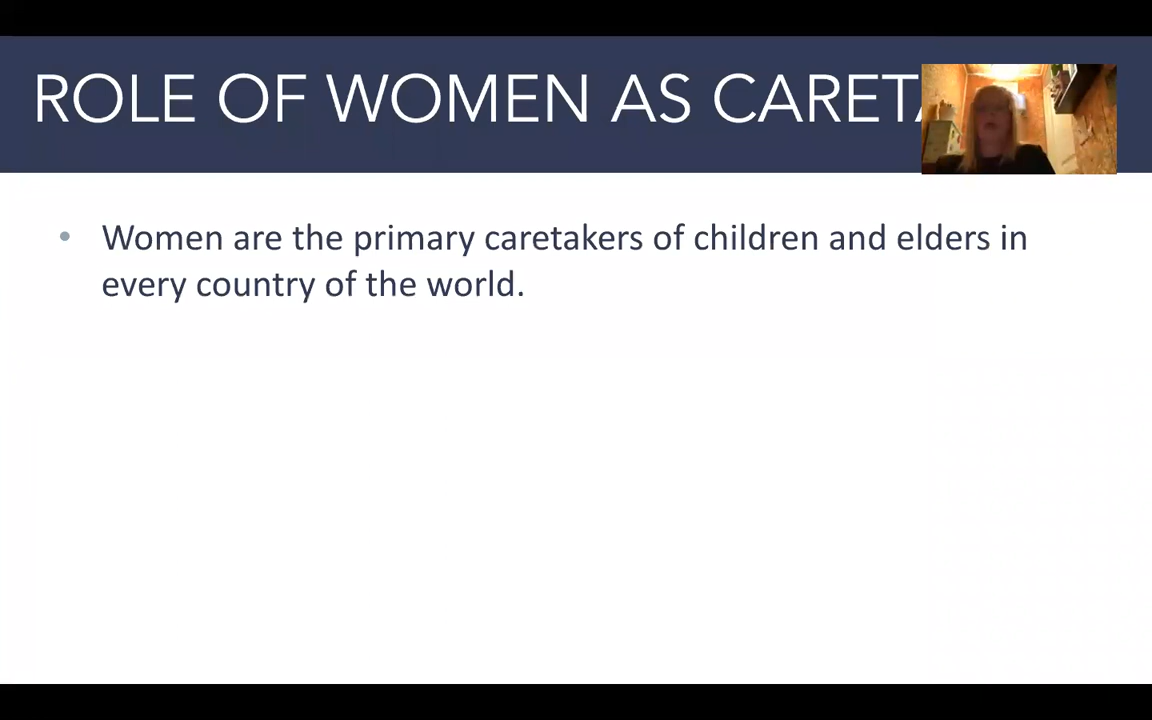 ROLE OF WOMEN AS
• Women are the primary caretakers of children and elders in
every country of the world.